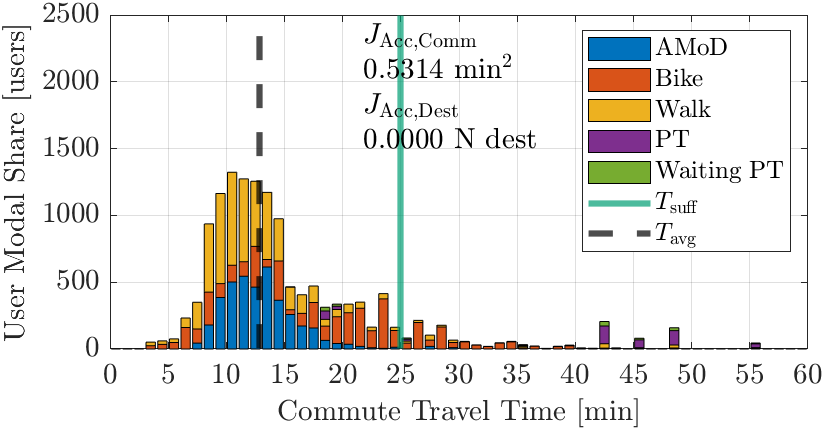 2500
2000
1500
1000
500
0
User Modal Share [users]
J_Acc,Comm
0.5314 min²
J_Acc,Dest
0.0000 N dest
AMoD
Bike
Walk
PT
Waiting PT
T_suff
T_avg
0 5 10 15 20 25 30 35 40 45 50 55 60
Commute Travel Time [min]